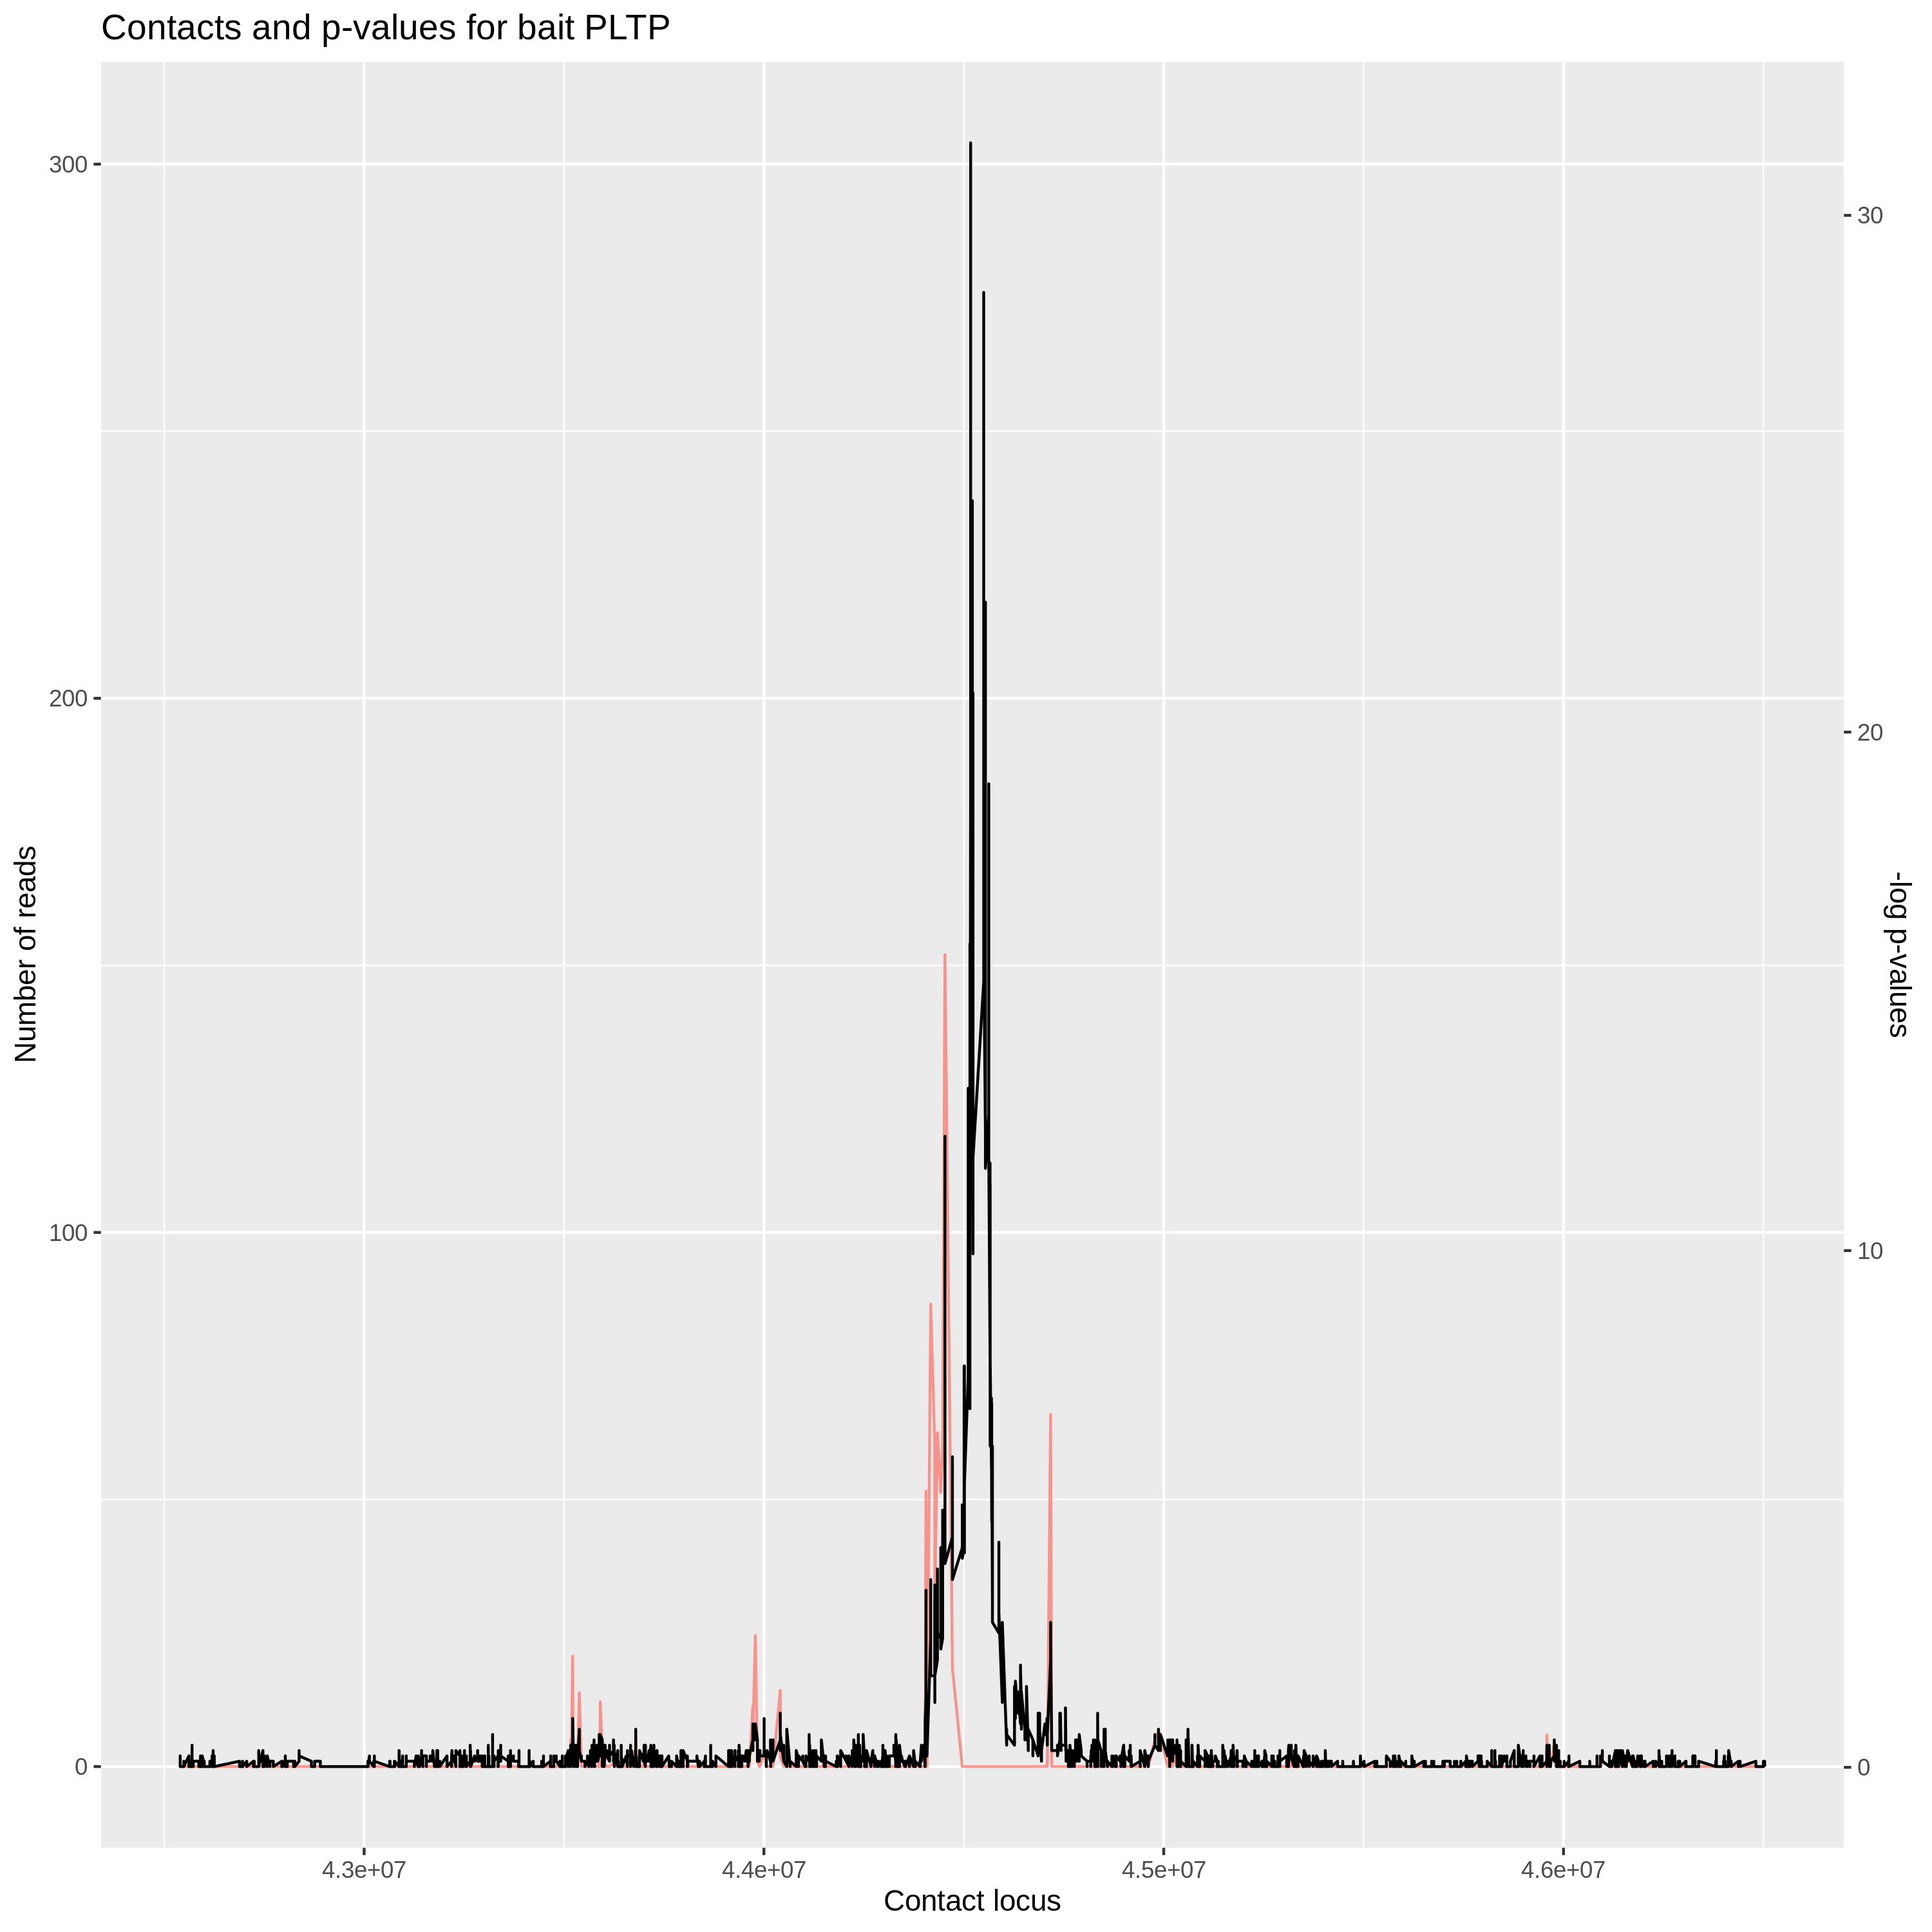 Contacts and p-values for bait PLTP
300
200
100
0
Number of reads
30
20
10
0
-log p-values
4.3e+07 4.4e+07 4.5e+07 4.6e+07
Contact locus